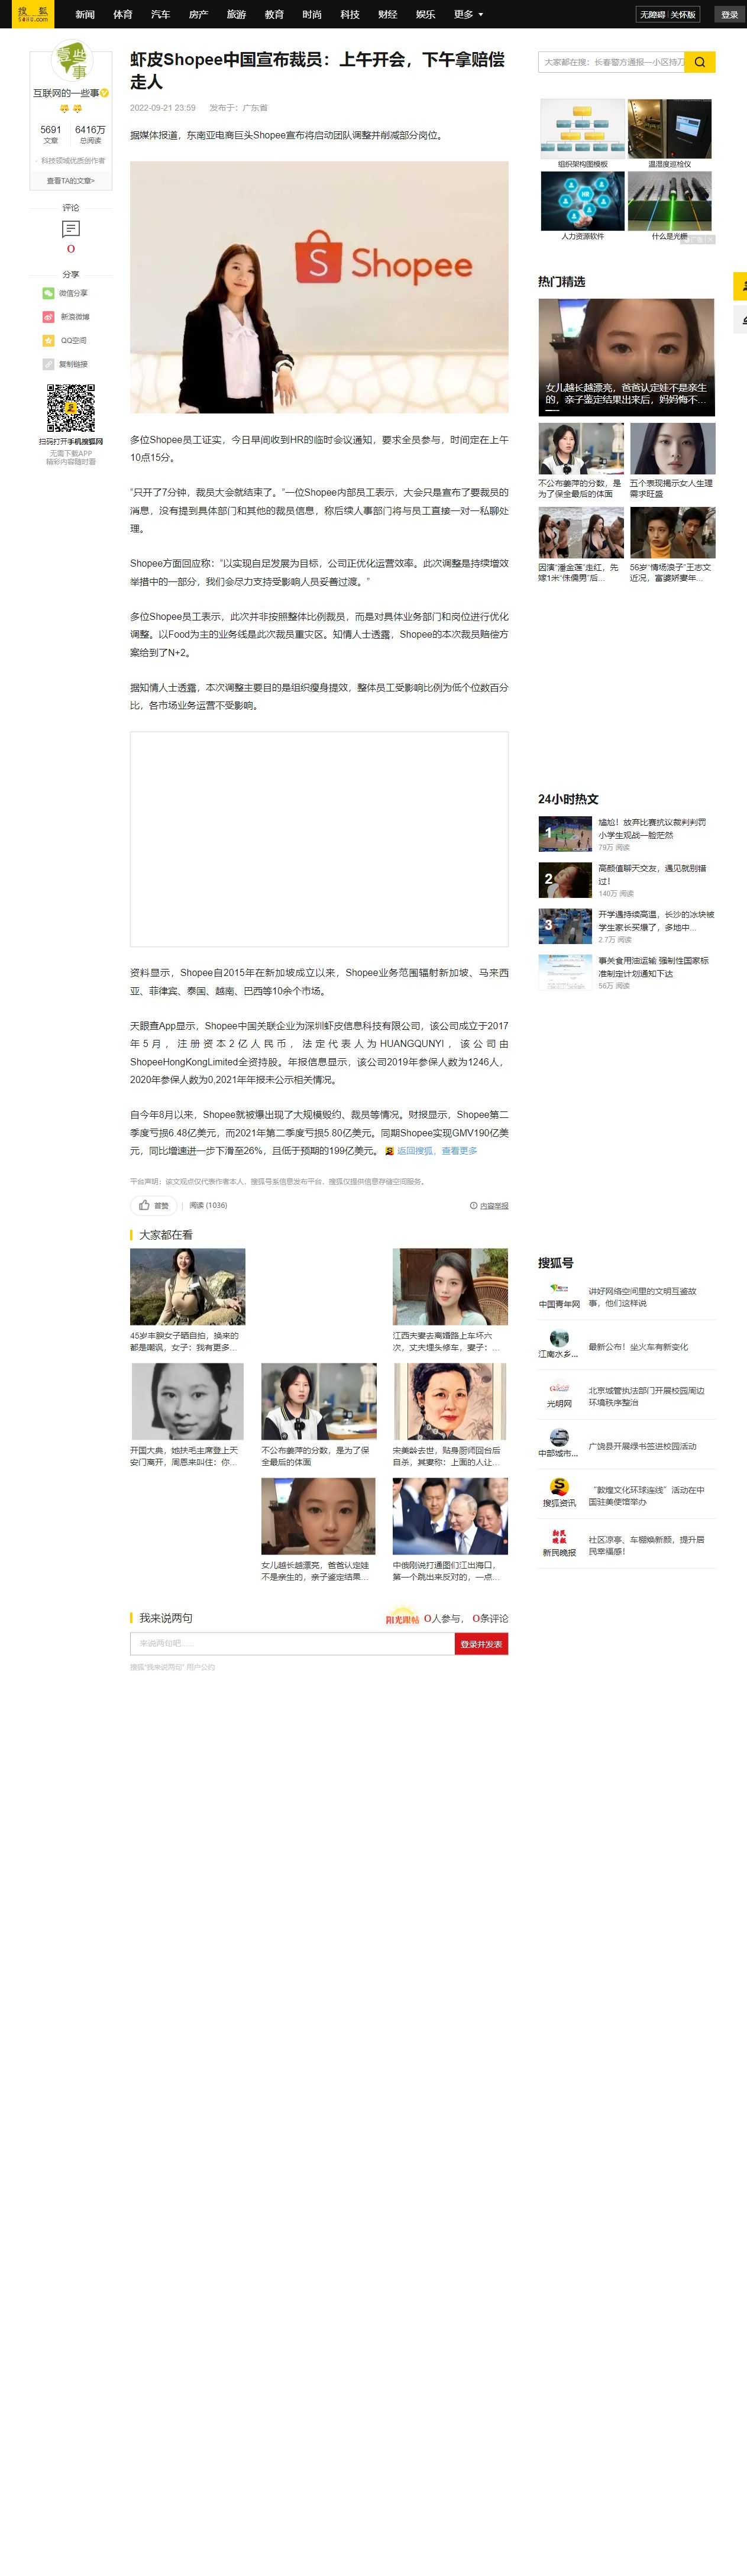 搜狐
SOHU.com
新闻
体育
汽车
房产
旅游
教育
时尚
科技
财经
娱乐
更多
无障碍
关怀版
登录
互联网的一些事
5691
文章
6416万
总阅读
· 科技领域优质创作者
查看TA的文章>
评论
0
分享
微信分享
新浪微博
QQ空间
复制链接
扫码打开手机搜狐网
无需下载APP
精彩内容随时看
虾皮Shopee中国宣布裁员：上午开会，下午拿赔偿
走人
2022-09-21 23:59
发布于：广东省
据媒体报道，东南亚电商巨头Shopee宣布将启动团队调整并削减部分岗位。
Shopee
多位Shopee员工证实，今日早间收到HR的临时会议通知，要求全员参与，时间定在上午
10点15分。
“只开了7分钟，裁员大会就结束了。”一位Shopee内部员工表示，大会只是宣布了要裁员的
消息，没有提到具体部门和其他的裁员信息，称后续人事部门将与员工直接一对一私聊处
理。
Shopee方面回应称：“以实现自足发展为目标，公司正优化运营效率。此次调整是持续增效
举措中的一部分，我们会尽力支持受影响人员妥善过渡。”
多位Shopee员工表示，此次并非按照整体比例裁员，而是对具体业务部门和岗位进行优化
调整。以Food为主的业务线是此次裁员重灾区。知情人士透露，Shopee的本次裁员赔偿方
案给到了N+2。
据知情人士透露，本次调整主要目的是组织瘦身提效，整体员工受影响比例为低个位数百分
比，各市场业务运营不受影响。
资料显示，Shopee自2015年在新加坡成立以来，Shopee业务范围辐射新加坡、马来西
亚、菲律宾、泰国、越南、巴西等10余个市场。
天眼查App显示，Shopee中国关联企业为深圳虾皮信息科技有限公司，该公司成立于2017
年5月，注册资本2亿人民币，法定代表人为HUANGQUNYI，该公司由
ShopeeHongKongLimited全资持股。年报信息显示，该公司2019年参保人数为1246人，
2020年参保人数为0,2021年年报未公示相关情况。
自今年8月以来，Shopee就被爆出现了大规模毁约、裁员等情况。财报显示，Shopee第二
季度亏损6.48亿美元，而2021年第二季度亏损5.80亿美元。同期Shopee实现GMV190亿美
元，同比增速进一步下滑至26%，且低于预期的199亿美元。 返回搜狐，查看更多
平台声明：该文观点仅代表作者本人，搜狐号系信息发布平台，搜狐仅提供信息存储空间服务。
首赞
阅读 (1036)
内容举报
大家都在看
45岁丰腴女子晒自拍，换来的
都是嘲讽，女子：我有更多...
江西夫妻去离婚路上车坏六
次，丈夫埋头修车，妻子：...
开国大典，她扶毛主席登上天
安门离开，周恩来叫住：你...
不公布姜萍的分数，是为了保
全最后的体面
宋美龄去世，贴身厨师回台后
自杀，其妻称：上面的人让...
女儿越长越漂亮，爸爸认定娃
不是亲生的，亲子鉴定结果...
中俄刚说打通图们江出海口，
第一个跳出来反对的，一点...
我来说两句
阳光跟帖
0人参与， 0条评论
来说两句吧......
登录并发表
搜狐“我来说两句” 用户公约
大家都在搜：长春警方通报一小区持刀
组织架构图模板
温湿度巡检仪
人力资源软件
什么是光栅
热门精选
女儿越长越漂亮，爸爸认定娃不是亲生
的，亲子鉴定结果出来后，妈妈悔不...
不公布姜萍的分数，是
为了保全最后的体面
五个表现揭示女人生理
需求旺盛
因演“潘金莲”走红，先
嫁1米“侏儒男”后...
56岁“情场浪子”王志文
近况，富婆娇妻年...
24小时热文
1
尴尬！放弃比赛抗议裁判判罚
小学生观战一脸茫然
79万 阅读
2
高颜值聊天交友，遇见就别错
过！
140万 阅读
3
开学遇持续高温，长沙的冰块被
学生家长买爆了，多地中...
2.7万 阅读
事关食用油运输 强制性国家标
准制定计划通知下达
56万 阅读
搜狐号
中国青年网
讲好网络空间里的文明互鉴故
事，他们这样说
江南水乡...
最新公布！坐火车有新变化
光明网
北京城管执法部门开展校园周边
环境秩序整治
中部城市...
广饶县开展绿书签进校园活动
搜狐资讯
“敦煌文化环球连线”活动在中
国驻美使馆举办
新民晚报
社区凉亭、车棚焕新颜，提升居
民幸福感！